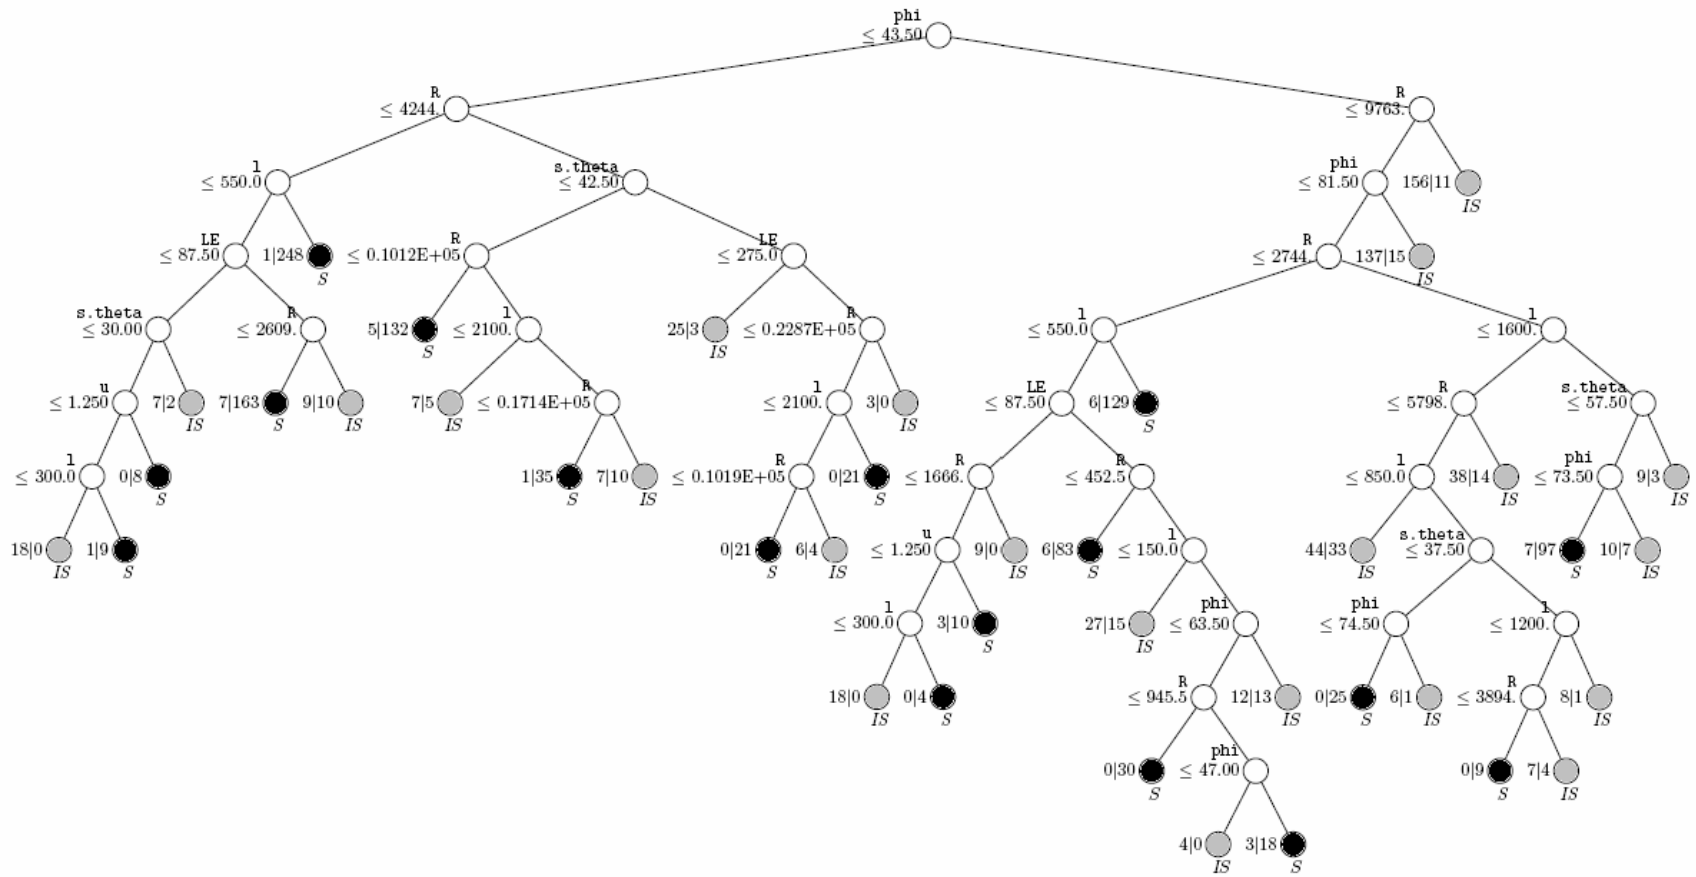 phi
≤ 43.50
R
≤ 4244.
R
≤ 9763.
l
≤ 550.0
s.theta
≤ 42.50
phi
≤ 81.50
156|11
IS
LE
≤ 87.50
1|248
S
R
≤ 0.1012E+05
LE
≤ 275.0
R
≤ 2744.
137|15
IS
s.theta
≤ 30.00
R
≤ 2609.
5|132
S
l
≤ 2100.
25|3
IS
R
≤ 0.2287E+05
l
≤ 550.0
l
≤ 1600.
u
≤ 1.250
7|2
IS
7|163
S
9|10
IS
7|5
IS
R
≤ 0.1714E+05
l
≤ 2100.
3|0
IS
LE
≤ 87.50
6|129
S
R
≤ 5798.
s.theta
≤ 57.50
l
≤ 300.0
0|8
S
1|35
S
7|10
IS
R
≤ 0.1019E+05
0|21
S
R
≤ 1666.
R
≤ 452.5
l
≤ 850.0
38|14
IS
phi
≤ 73.50
9|3
IS
18|0
IS
1|9
S
0|21
S
6|4
IS
u
≤ 1.250
9|0
IS
6|83
S
l
≤ 150.0
44|33
IS
s.theta
≤ 37.50
7|97
S
10|7
IS
l
≤ 300.0
3|10
S
27|15
IS
phi
≤ 63.50
phi
≤ 74.50
l
≤ 1200.
18|0
IS
0|4
S
R
≤ 945.5
12|13
IS
0|25
S
6|1
IS
R
≤ 3894.
8|1
IS
0|30
S
phi
≤ 47.00
0|9
S
7|4
IS
4|0
IS
3|18
S